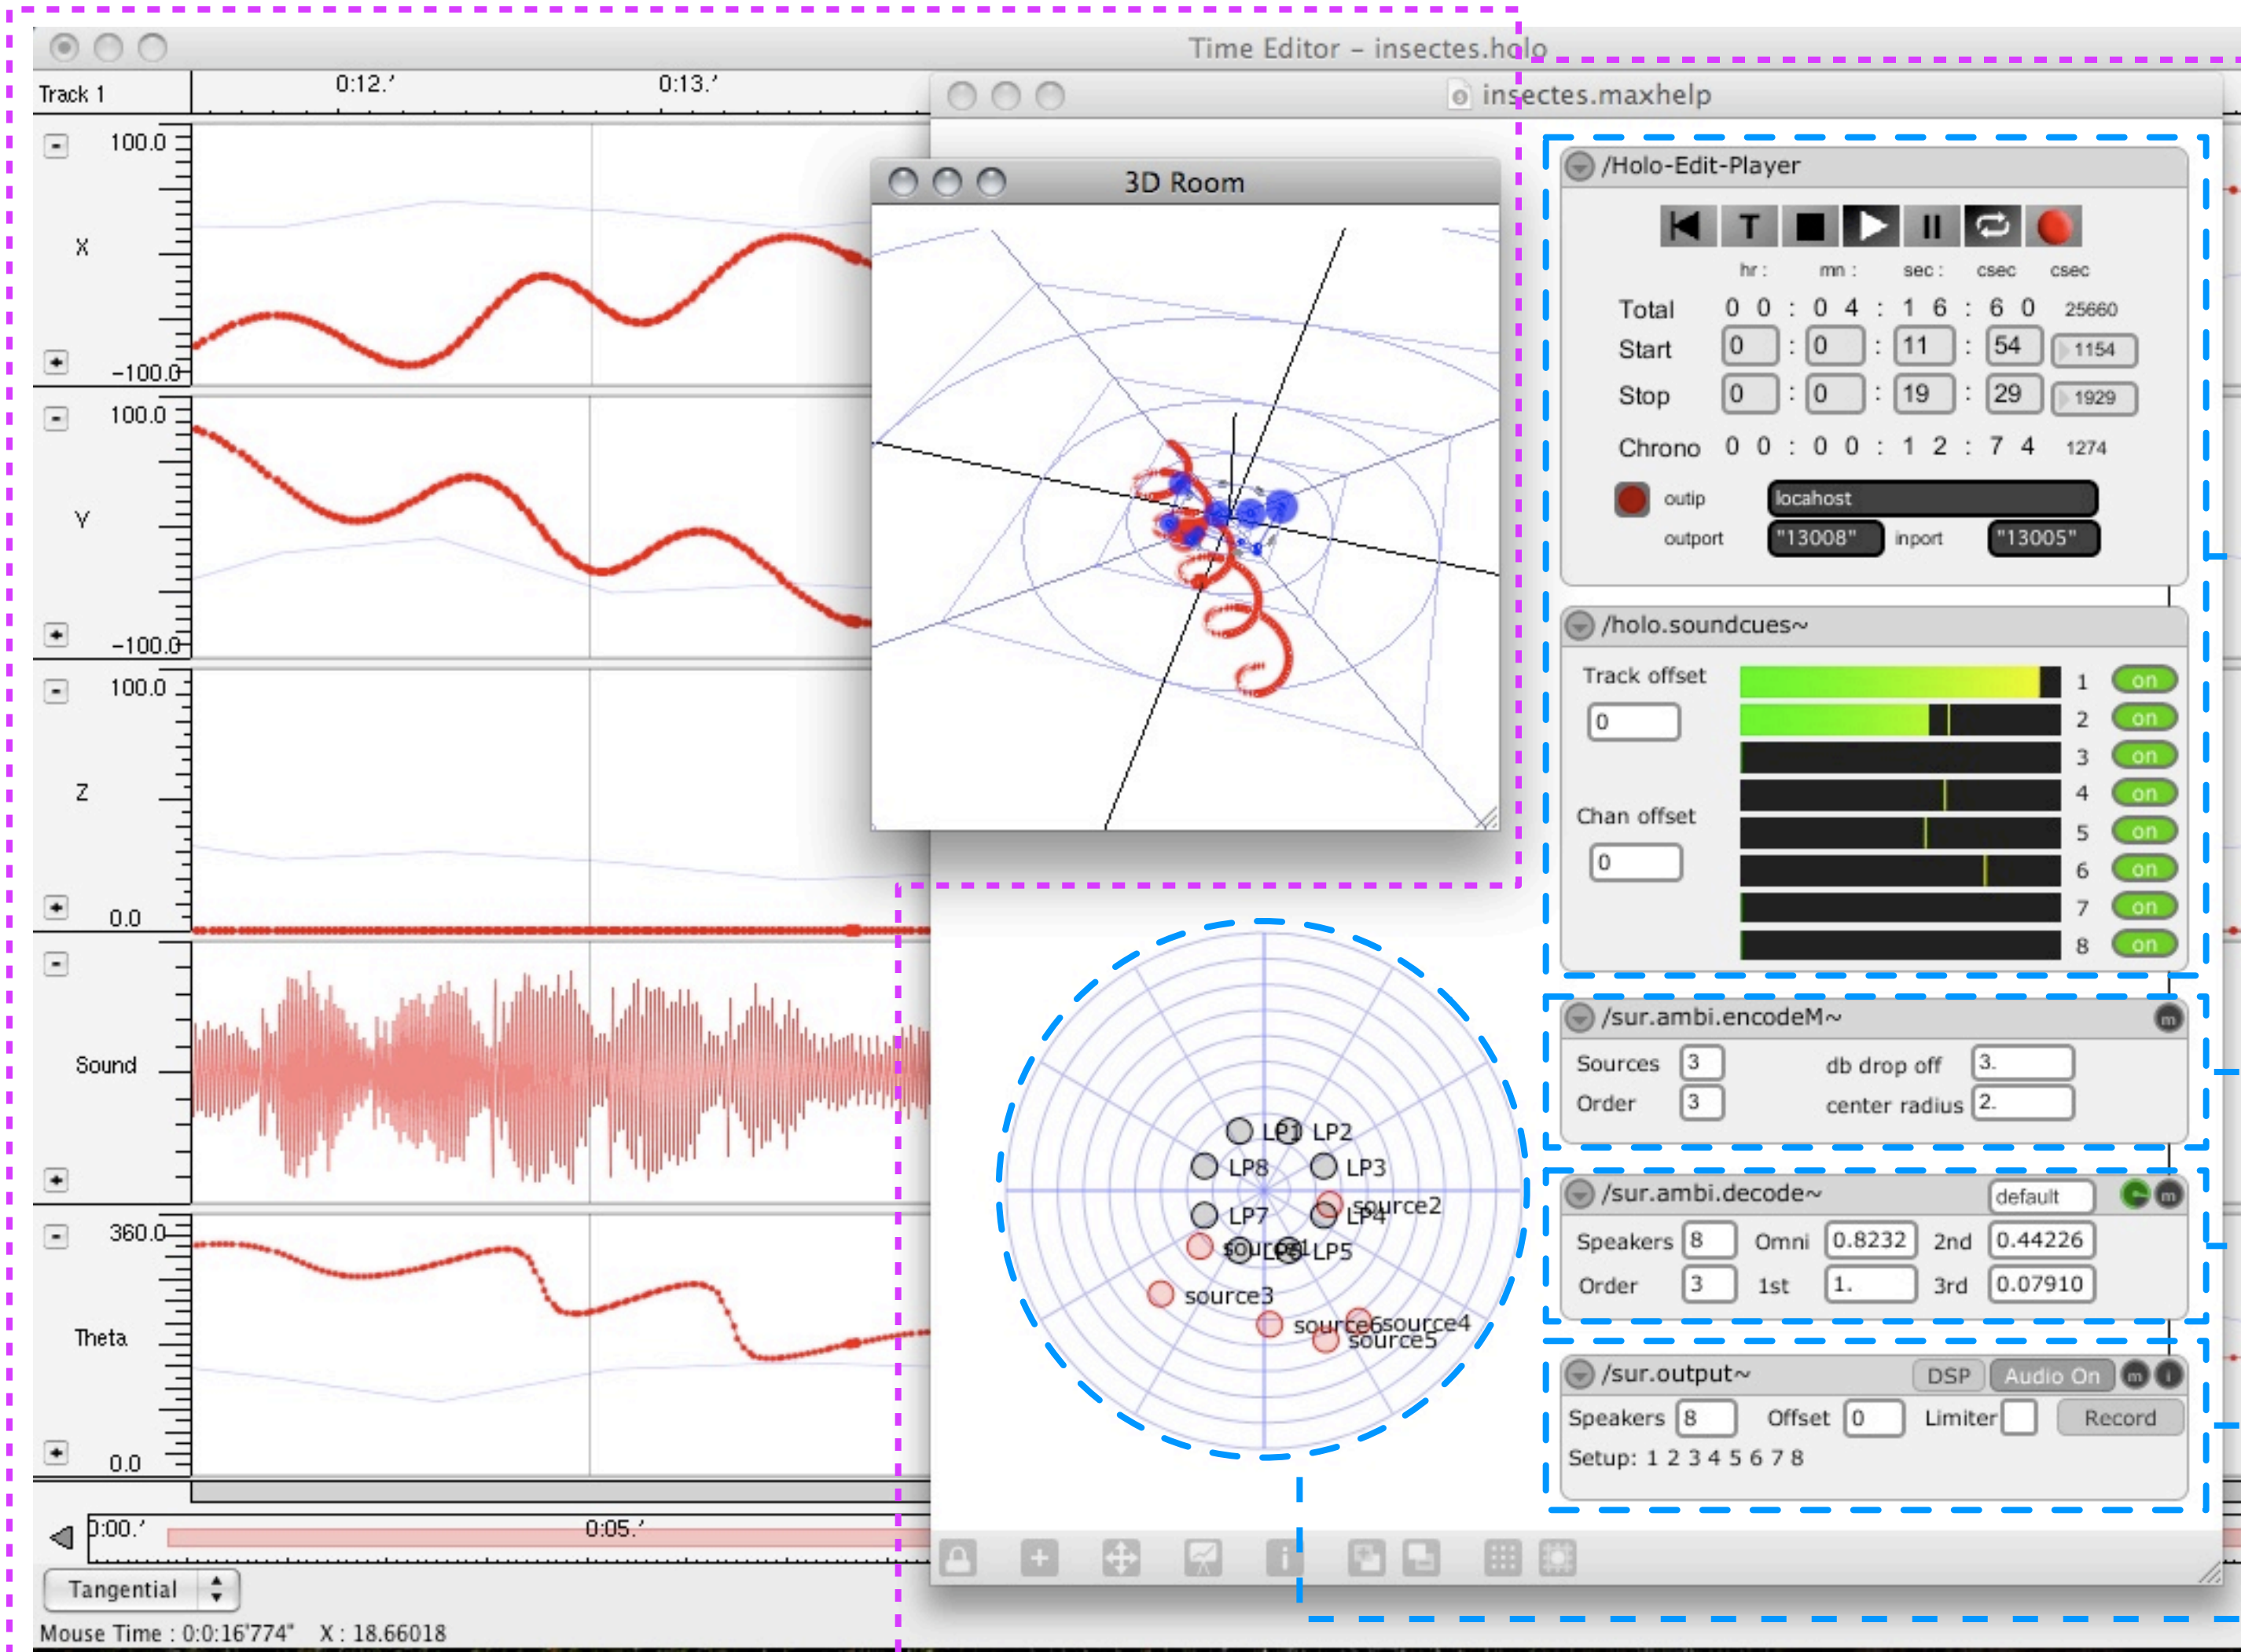 Time Editor – insectes.holo
Track 1
0:12.’
0:13.’
100.0
X
-100.0
100.0
Y
-100.0
100.0
Z
0.0
Sound
360.0
Theta
0.0
0:00.’
0:05.’
Tangential
Mouse Time : 0:0:16'774" X : 18.66018
insectes.maxhelp
3D Room
LP1 LP2
LP8 LP3
source2
LP7 LP4
source1 LP6 LP5
source3
source6 source4
source5
/Holo-Edit-Player
T
hr : mn : sec : csec csec
Total 0 0 : 0 4 : 1 6 : 6 0 25660
Start 0 : 0 : 11 : 54 1154
Stop 0 : 0 : 19 : 29 1929
Chrono 0 0 : 0 0 : 1 2 : 7 4 1274
outip locahost
outport "13008" inport "13005"
/holo.soundcues~
Track offset
0
Chan offset
0
1 on
2 on
3 on
4 on
5 on
6 on
7 on
8 on
/sur.ambi.encodeM~ m
Sources 3 db drop off 3.
Order 3 center radius 2.
/sur.ambi.decode~ default m
Speakers 8 Omni 0.8232 2nd 0.44226
Order 3 1st 1. 3rd 0.07910
/sur.output~ DSP Audio On m i
Speakers 8 Offset 0 Limiter Record
Setup: 1 2 3 4 5 6 7 8